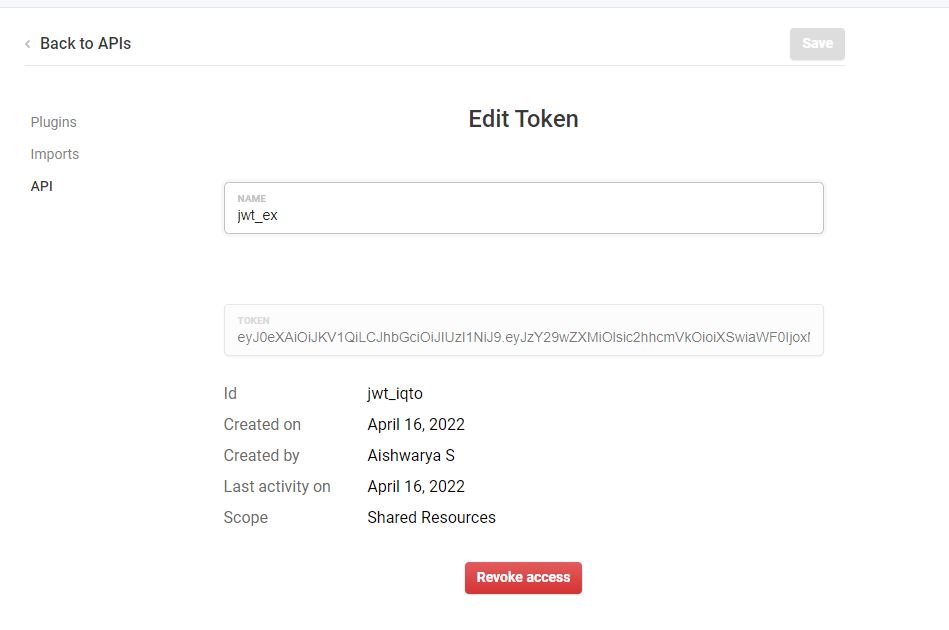 Back to APIs
Save
Plugins
Imports
API
Edit Token
NAME
jwt_ex
TOKEN
eyJ0eXAiOiJKV1QiLCJhbGciOiJIUzI1NiJ9.eyJzY29wZXMiOlsic2hhcmVkOioiXSwiaWF0Ijox
Id jwt_iqto
Created on April 16, 2022
Created by Aishwarya S
Last activity on April 16, 2022
Scope Shared Resources
Revoke access